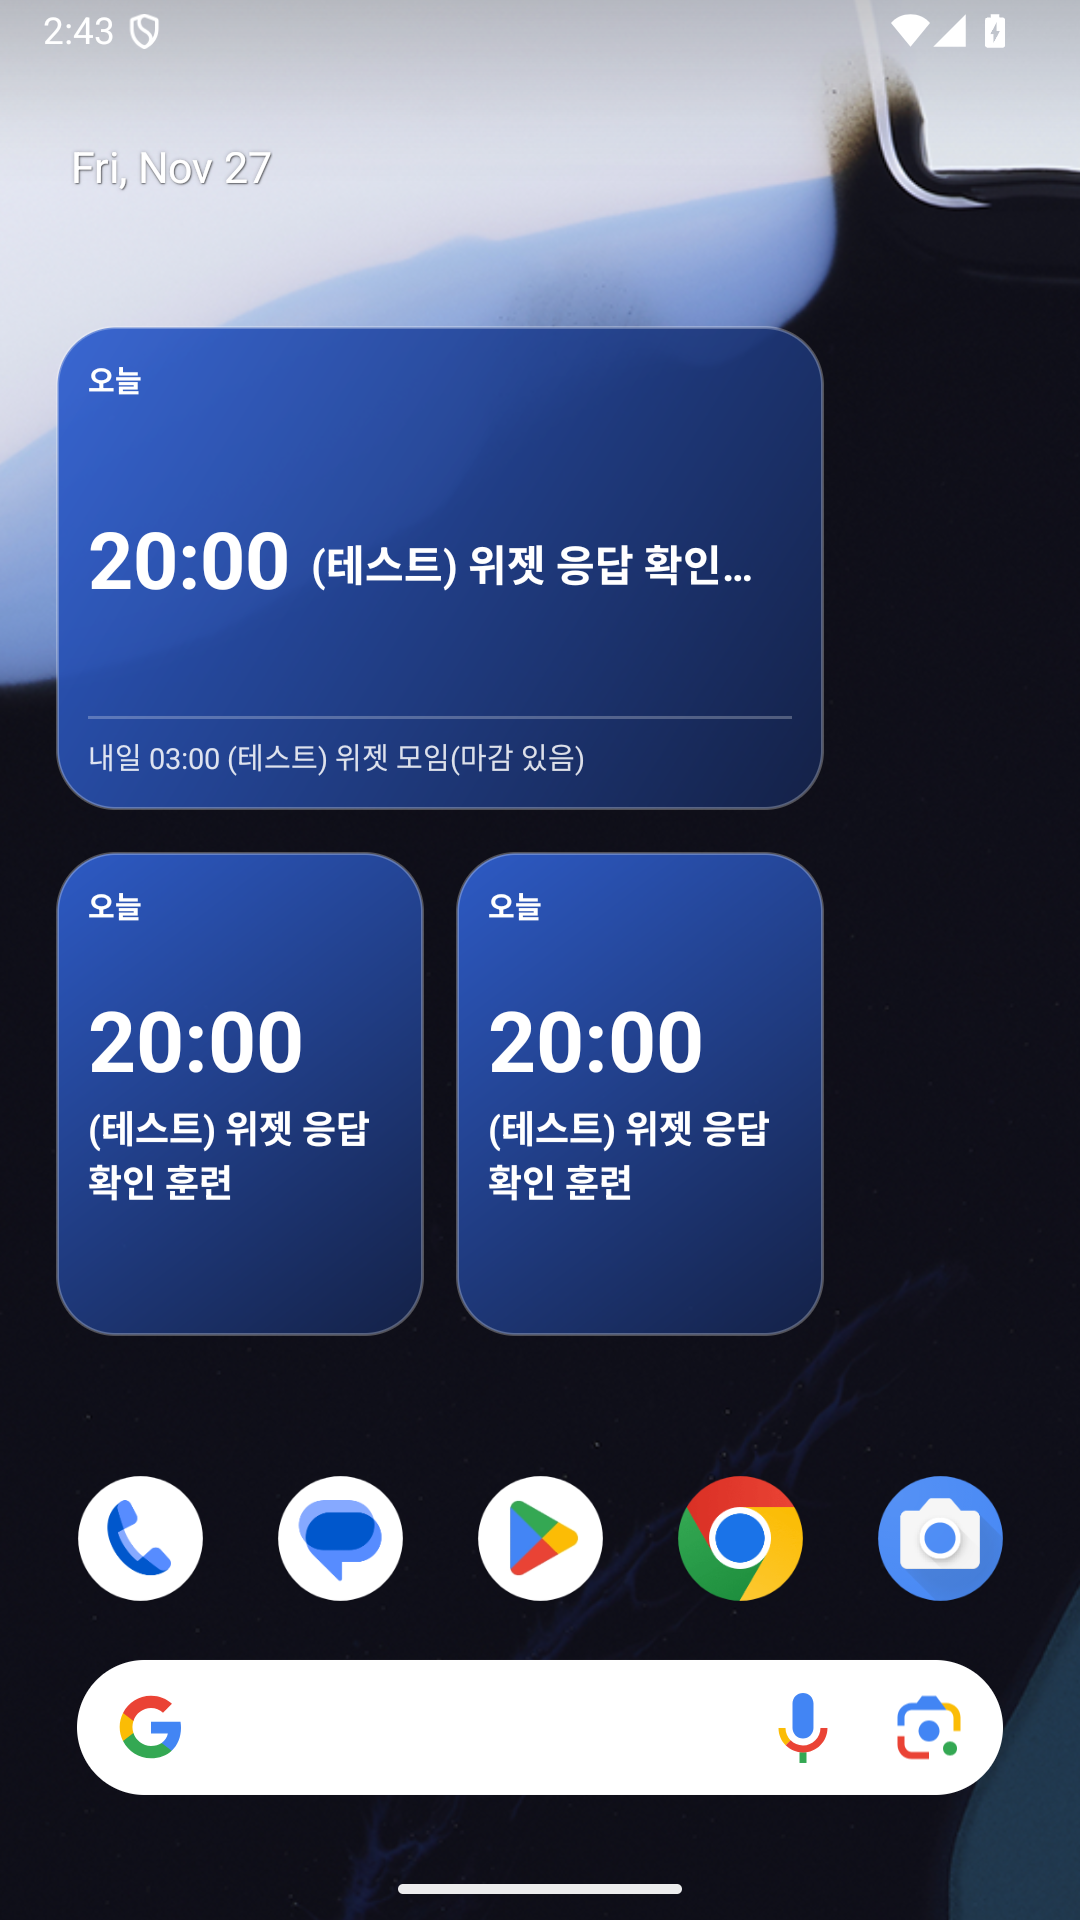 2:43
Fri, Nov 27
오늘
20:00 (테스트) 위젯 응답 확인...
내일 03:00 (테스트) 위젯 모임(마감 있음)
오늘
20:00
(테스트) 위젯 응답
확인 훈련
오늘
20:00
(테스트) 위젯 응답
확인 훈련